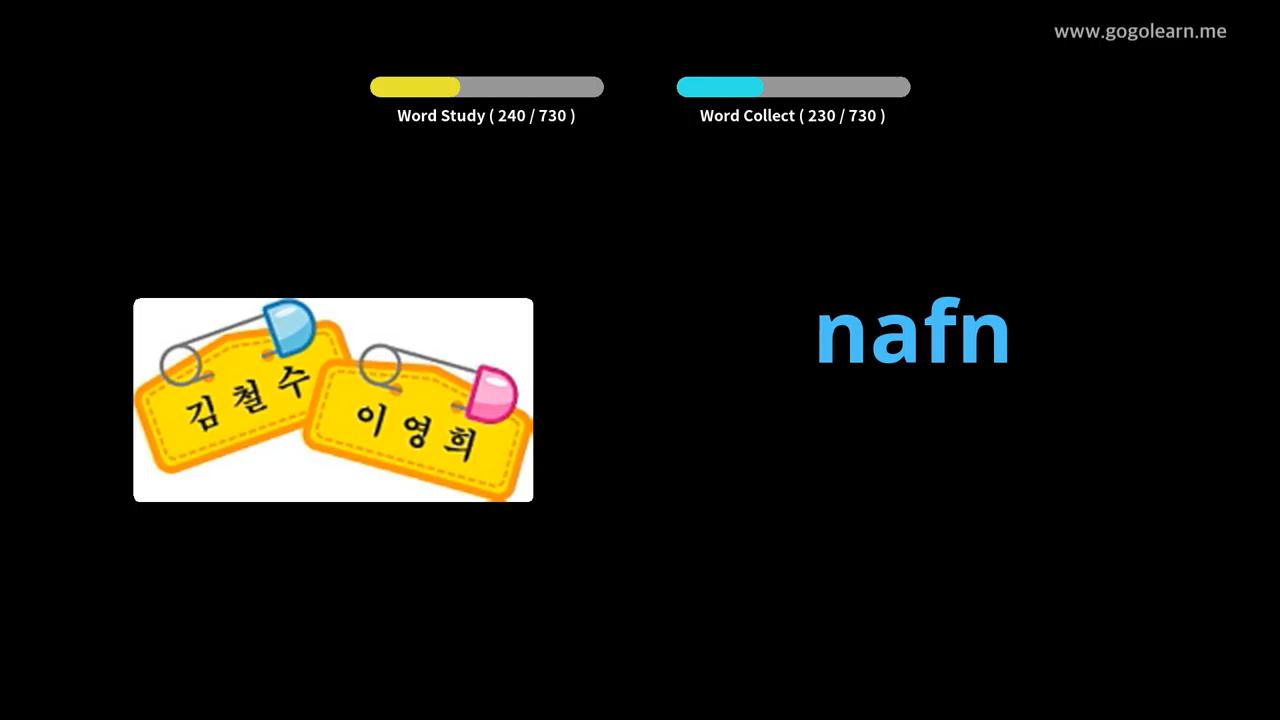 www.gogolearn.me
Word Study ( 240 / 730 )
Word Collect ( 230 / 730 )
nafn
김철수
이영희